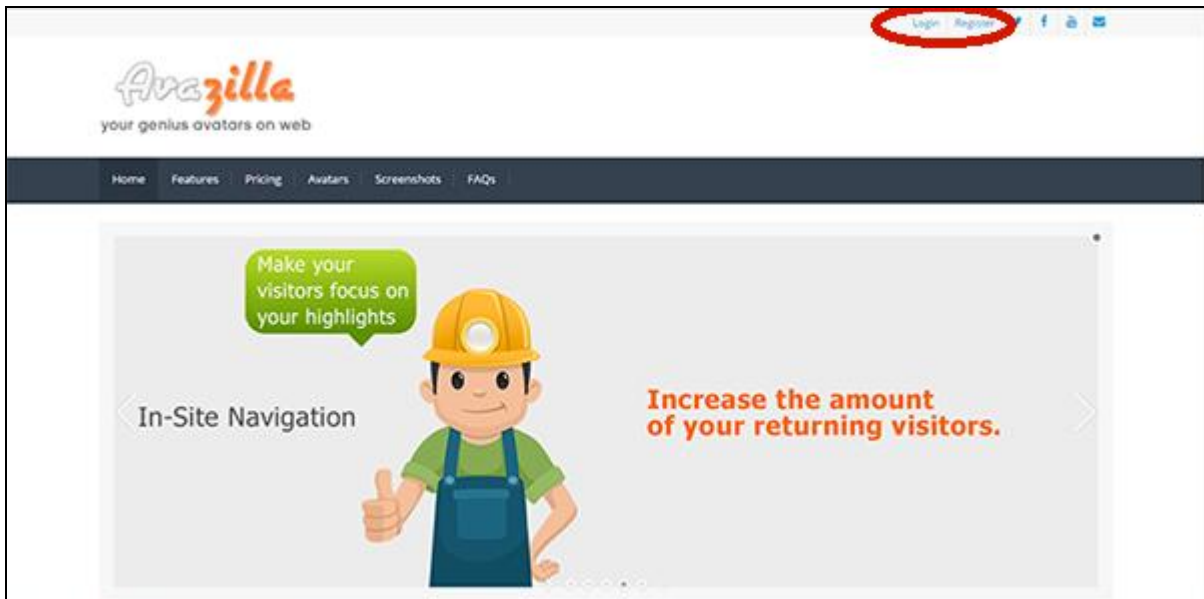 Login Register
Avazilla
your genius avatars on web
Home Features Pricing Avatars Screenshots FAQs
Make your
visitors focus on
your highlights
In-Site Navigation
Increase the amount
of your returning visitors.